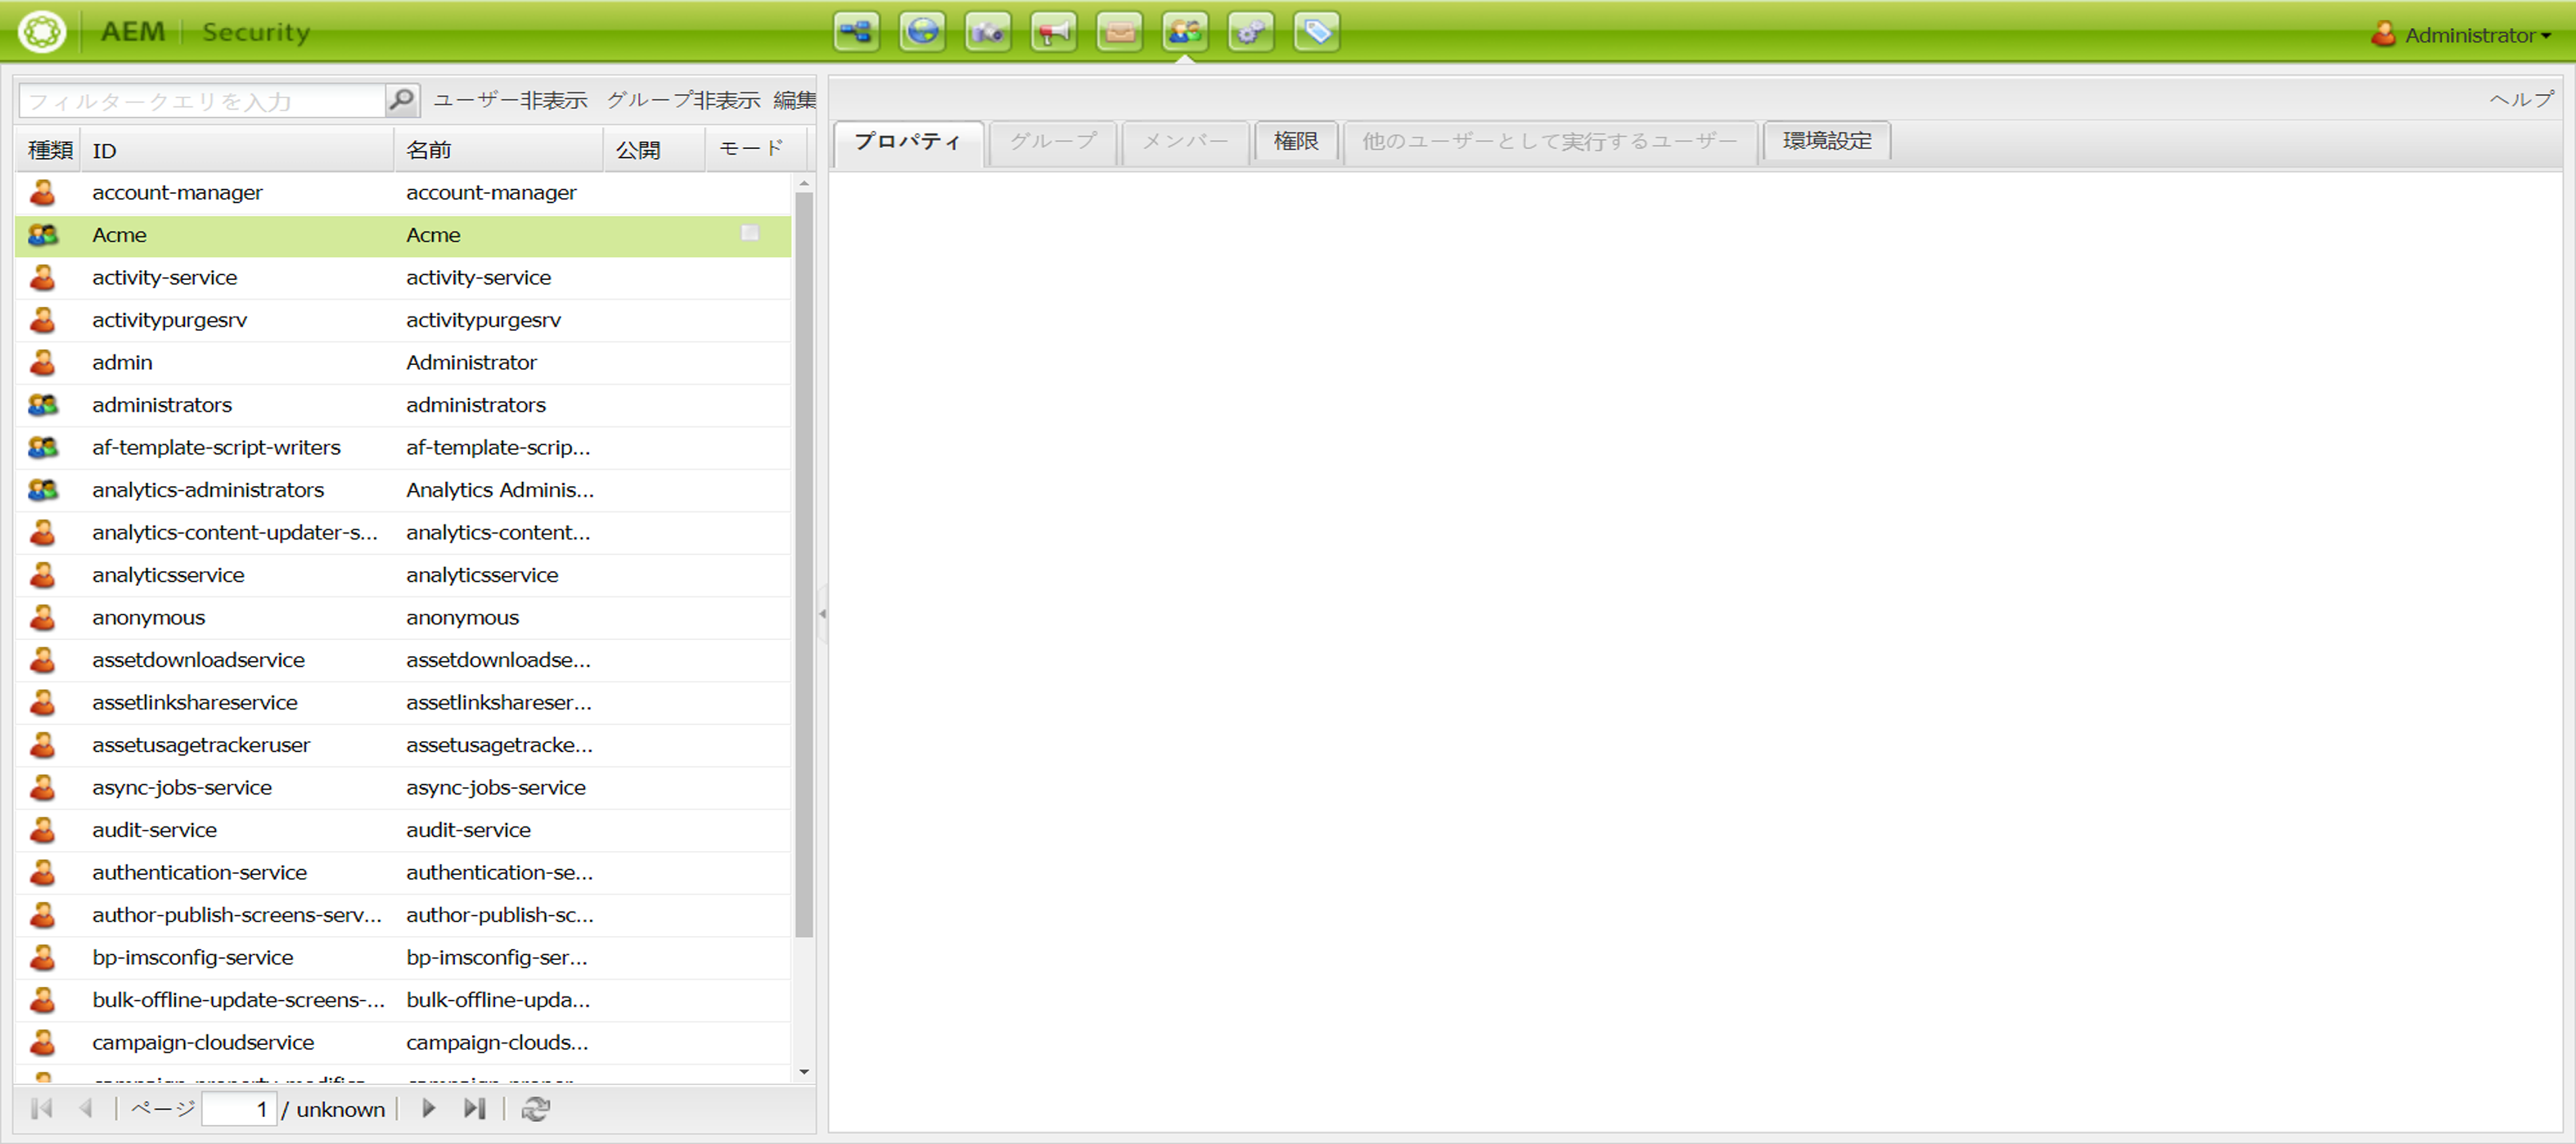 AEM Security Administrator
フィルタークエリを入力 ユーザー非表示 グループ非表示 編集 ヘルプ
プロパティ グループ メンバー 権限 他のユーザーとして実行するユーザー 環境設定
種類 ID 名前 公開 モード
account-manager account-manager
Acme Acme
activity-service activity-service
activitypurgesrv activitypurgesrv
admin Administrator
administrators administrators
af-template-script-writers af-template-scrip...
analytics-administrators Analytics Adminis...
analytics-content-updater-s... analytics-content...
analyticsservice analyticsservice
anonymous anonymous
assetdownloadservice assetdownloadse...
assetlinkshareservice assetlinkshareser...
assetusagetrackeruser assetusagetracke...
async-jobs-service async-jobs-service
audit-service audit-service
authentication-service authentication-se...
author-publish-screens-serv... author-publish-sc...
bp-imsconfig-service bp-imsconfig-ser...
bulk-offline-update-screens-... bulk-offline-upda...
campaign-cloudservice campaign-clouds...
ページ 1 / unknown